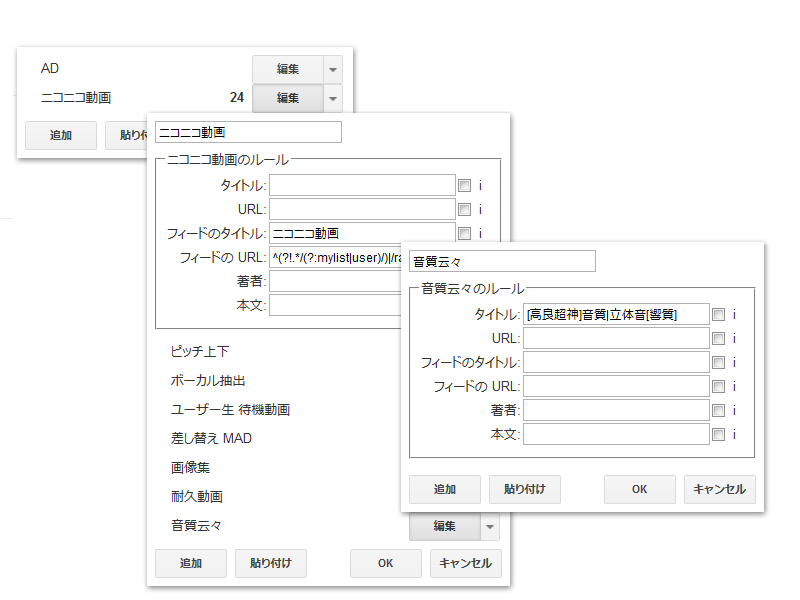 AD 編集
ニコニコ動画 24 編集
追加 貼り付
ニコニコ動画
ニコニコ動画のルール
タイトル: i
URL: i
フィードのタイトル: ニコニコ動画 i
フィードの URL: ^(?!.*/(?:mylist|user)/)|/ra
著者:
本文:
ピッチ上下
ボーカル抽出
ユーザー生 待機動画
差し替え MAD
画像集
耐久動画
音質云々 編集
追加 貼り付け OK キャンセル
音質云々
音質云々のルール
タイトル: [高良超神]音質|立体音[響質] i
URL: i
フィードのタイトル: i
フィードの URL: i
著者: i
本文: i
追加 貼り付け OK キャンセル